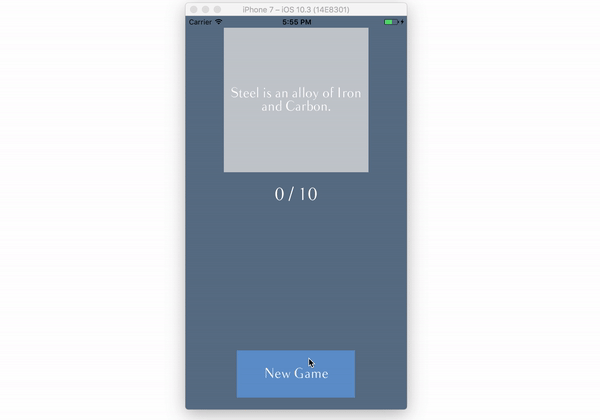 iPhone 7 – iOS 10.3 (14E8301)
Carrier 5:55 PM
Steel is an alloy of Iron
and Carbon.
0 / 10
New Game